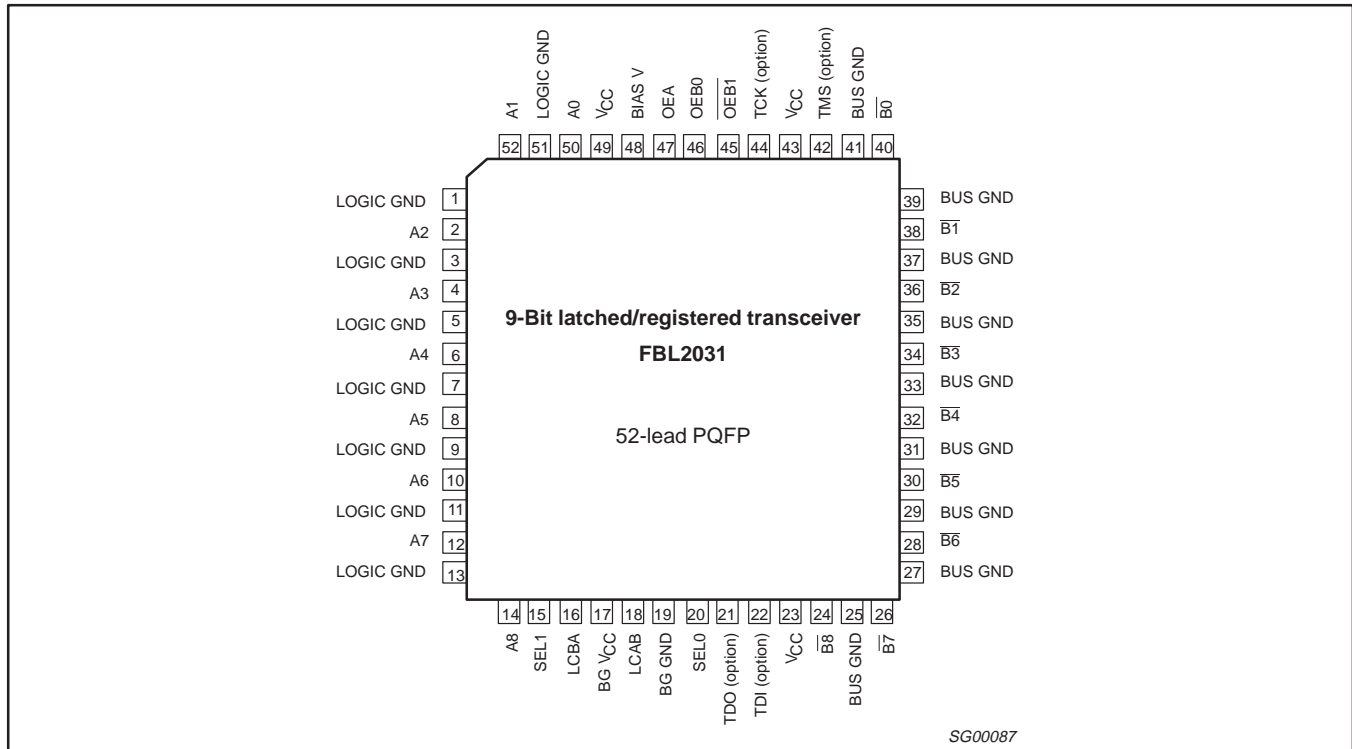 A1
LOGIC GND
A0
VCC
BIAS V
OEA
OEB0
OEB1
TCK (option)
VCC
TMS (option)
BUS GND
B0
52 51 50 49 48 47 46 45 44 43 42 41 40
LOGIC GND 1
A2 2
LOGIC GND 3
A3 4
LOGIC GND 5
A4 6
LOGIC GND 7
A5 8
LOGIC GND 9
A6 10
LOGIC GND 11
A7 12
LOGIC GND 13
9-Bit latched/registered transceiver
FBL2031
52-lead PQFP
39 BUS GND
38 B1
37 BUS GND
36 B2
35 BUS GND
34 B3
33 BUS GND
32 B4
31 BUS GND
30 B5
29 BUS GND
28 B6
27 BUS GND
14 15 16 17 18 19 20 21 22 23 24 25 26
A8
SEL1
LCBA
BG VCC
LCAB
BG GND
SEL0
TDO (option)
TDI (option)
VCC
B8
BUS GND
B7
SG00087